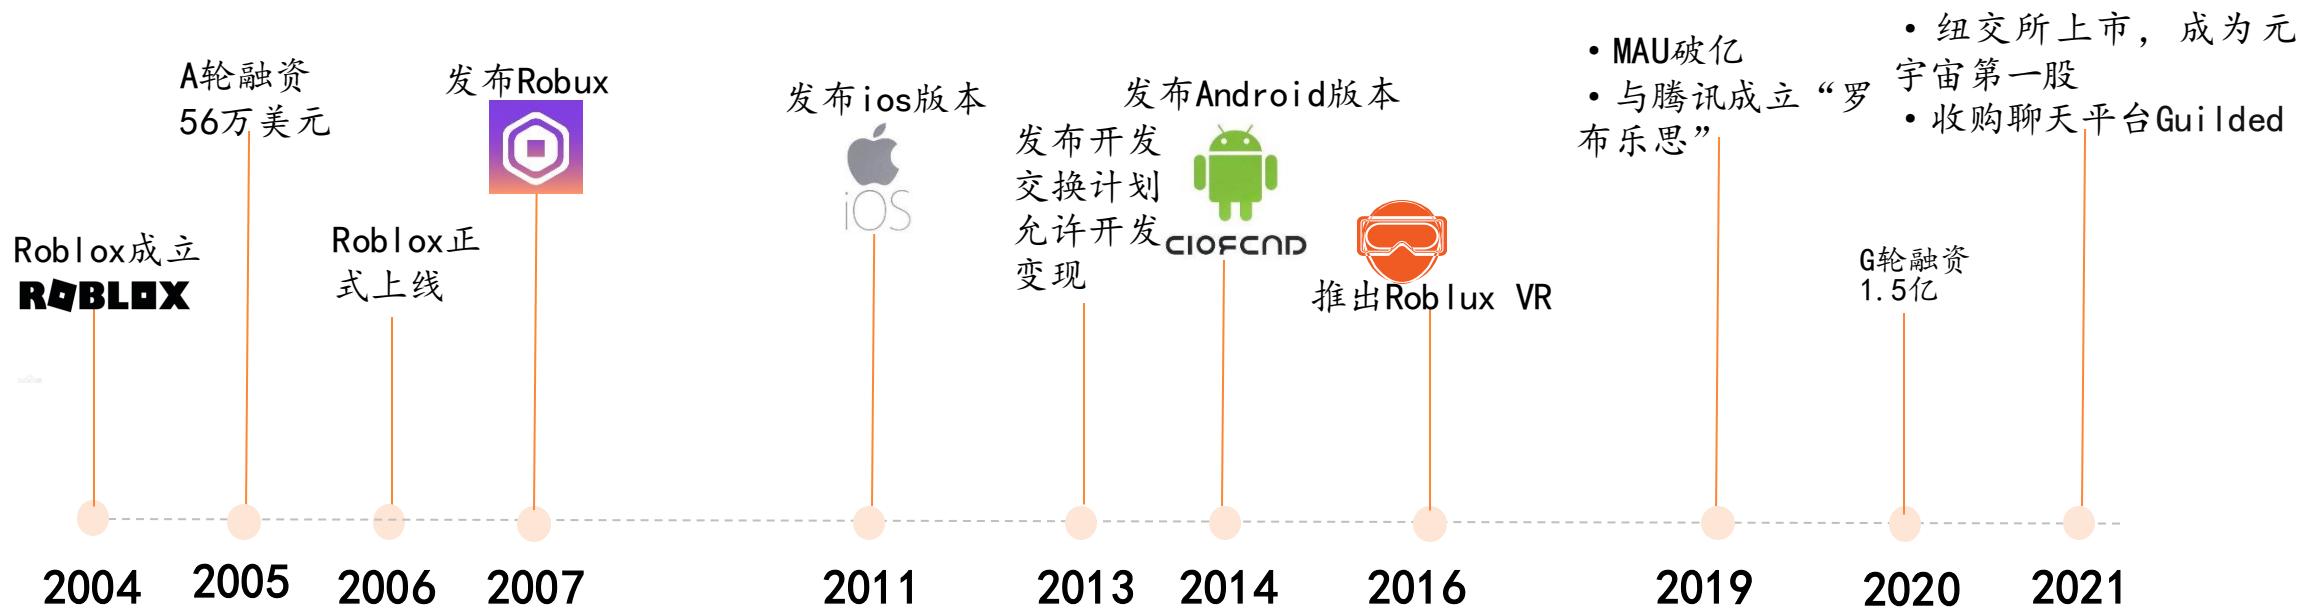 Roblox成立
ROBLOX
A轮融资
56万美元
Roblox正
式上线
发布Robux
发布ios版本
iOS
发布开发
交换计划
允许开发
变现
发布Android版本
CIOFCND
推出Roblux VR
• MAU破亿
• 与腾讯成立“罗
布乐思”
G轮融资
1.5亿
• 纽交所上市，成为元
宇宙第一股
• 收购聊天平台Guilded
2004
2005
2006
2007
2011
2013
2014
2016
2019
2020
2021